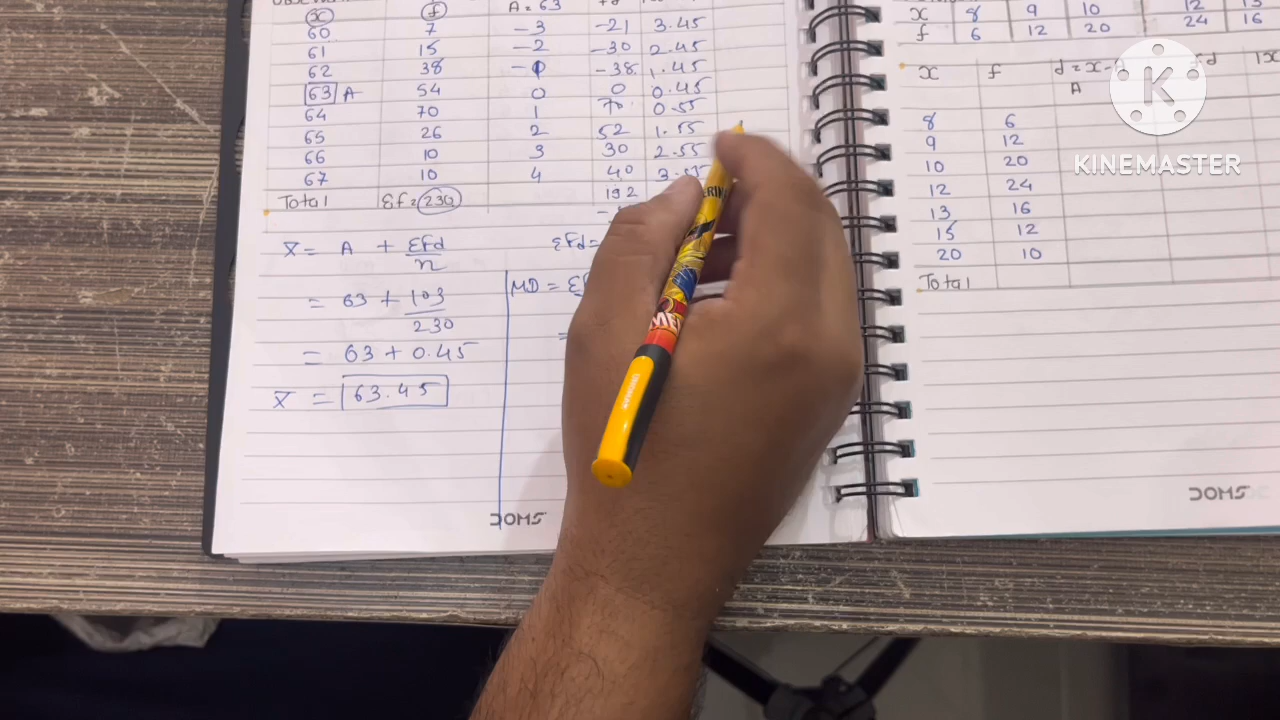 (x) (f) A = 63
60 7 -3 -21 3.45
61 15 -2 -30 2.45
62 38 -1 -38 1.45
63 A 54 0 0 0.45
64 70 1 70 0.55
65 26 2 52 1.55
66 10 3 30 2.55
67 10 4 40
Total Ɛf = 230 192
x̄ = A + ƐFd / n
= 63 + 103 / 230
= 63 + 0.45
x̄ = 63.45
ƐFd =
MD =
=
DOMS
x 8 9 10 12 13
f 6 12 20 24 16
x f d = x -
A
8 6
9 12
10 20
12 24
13 16
15 12
20 10
Total
DOMS
K
KINEMASTER